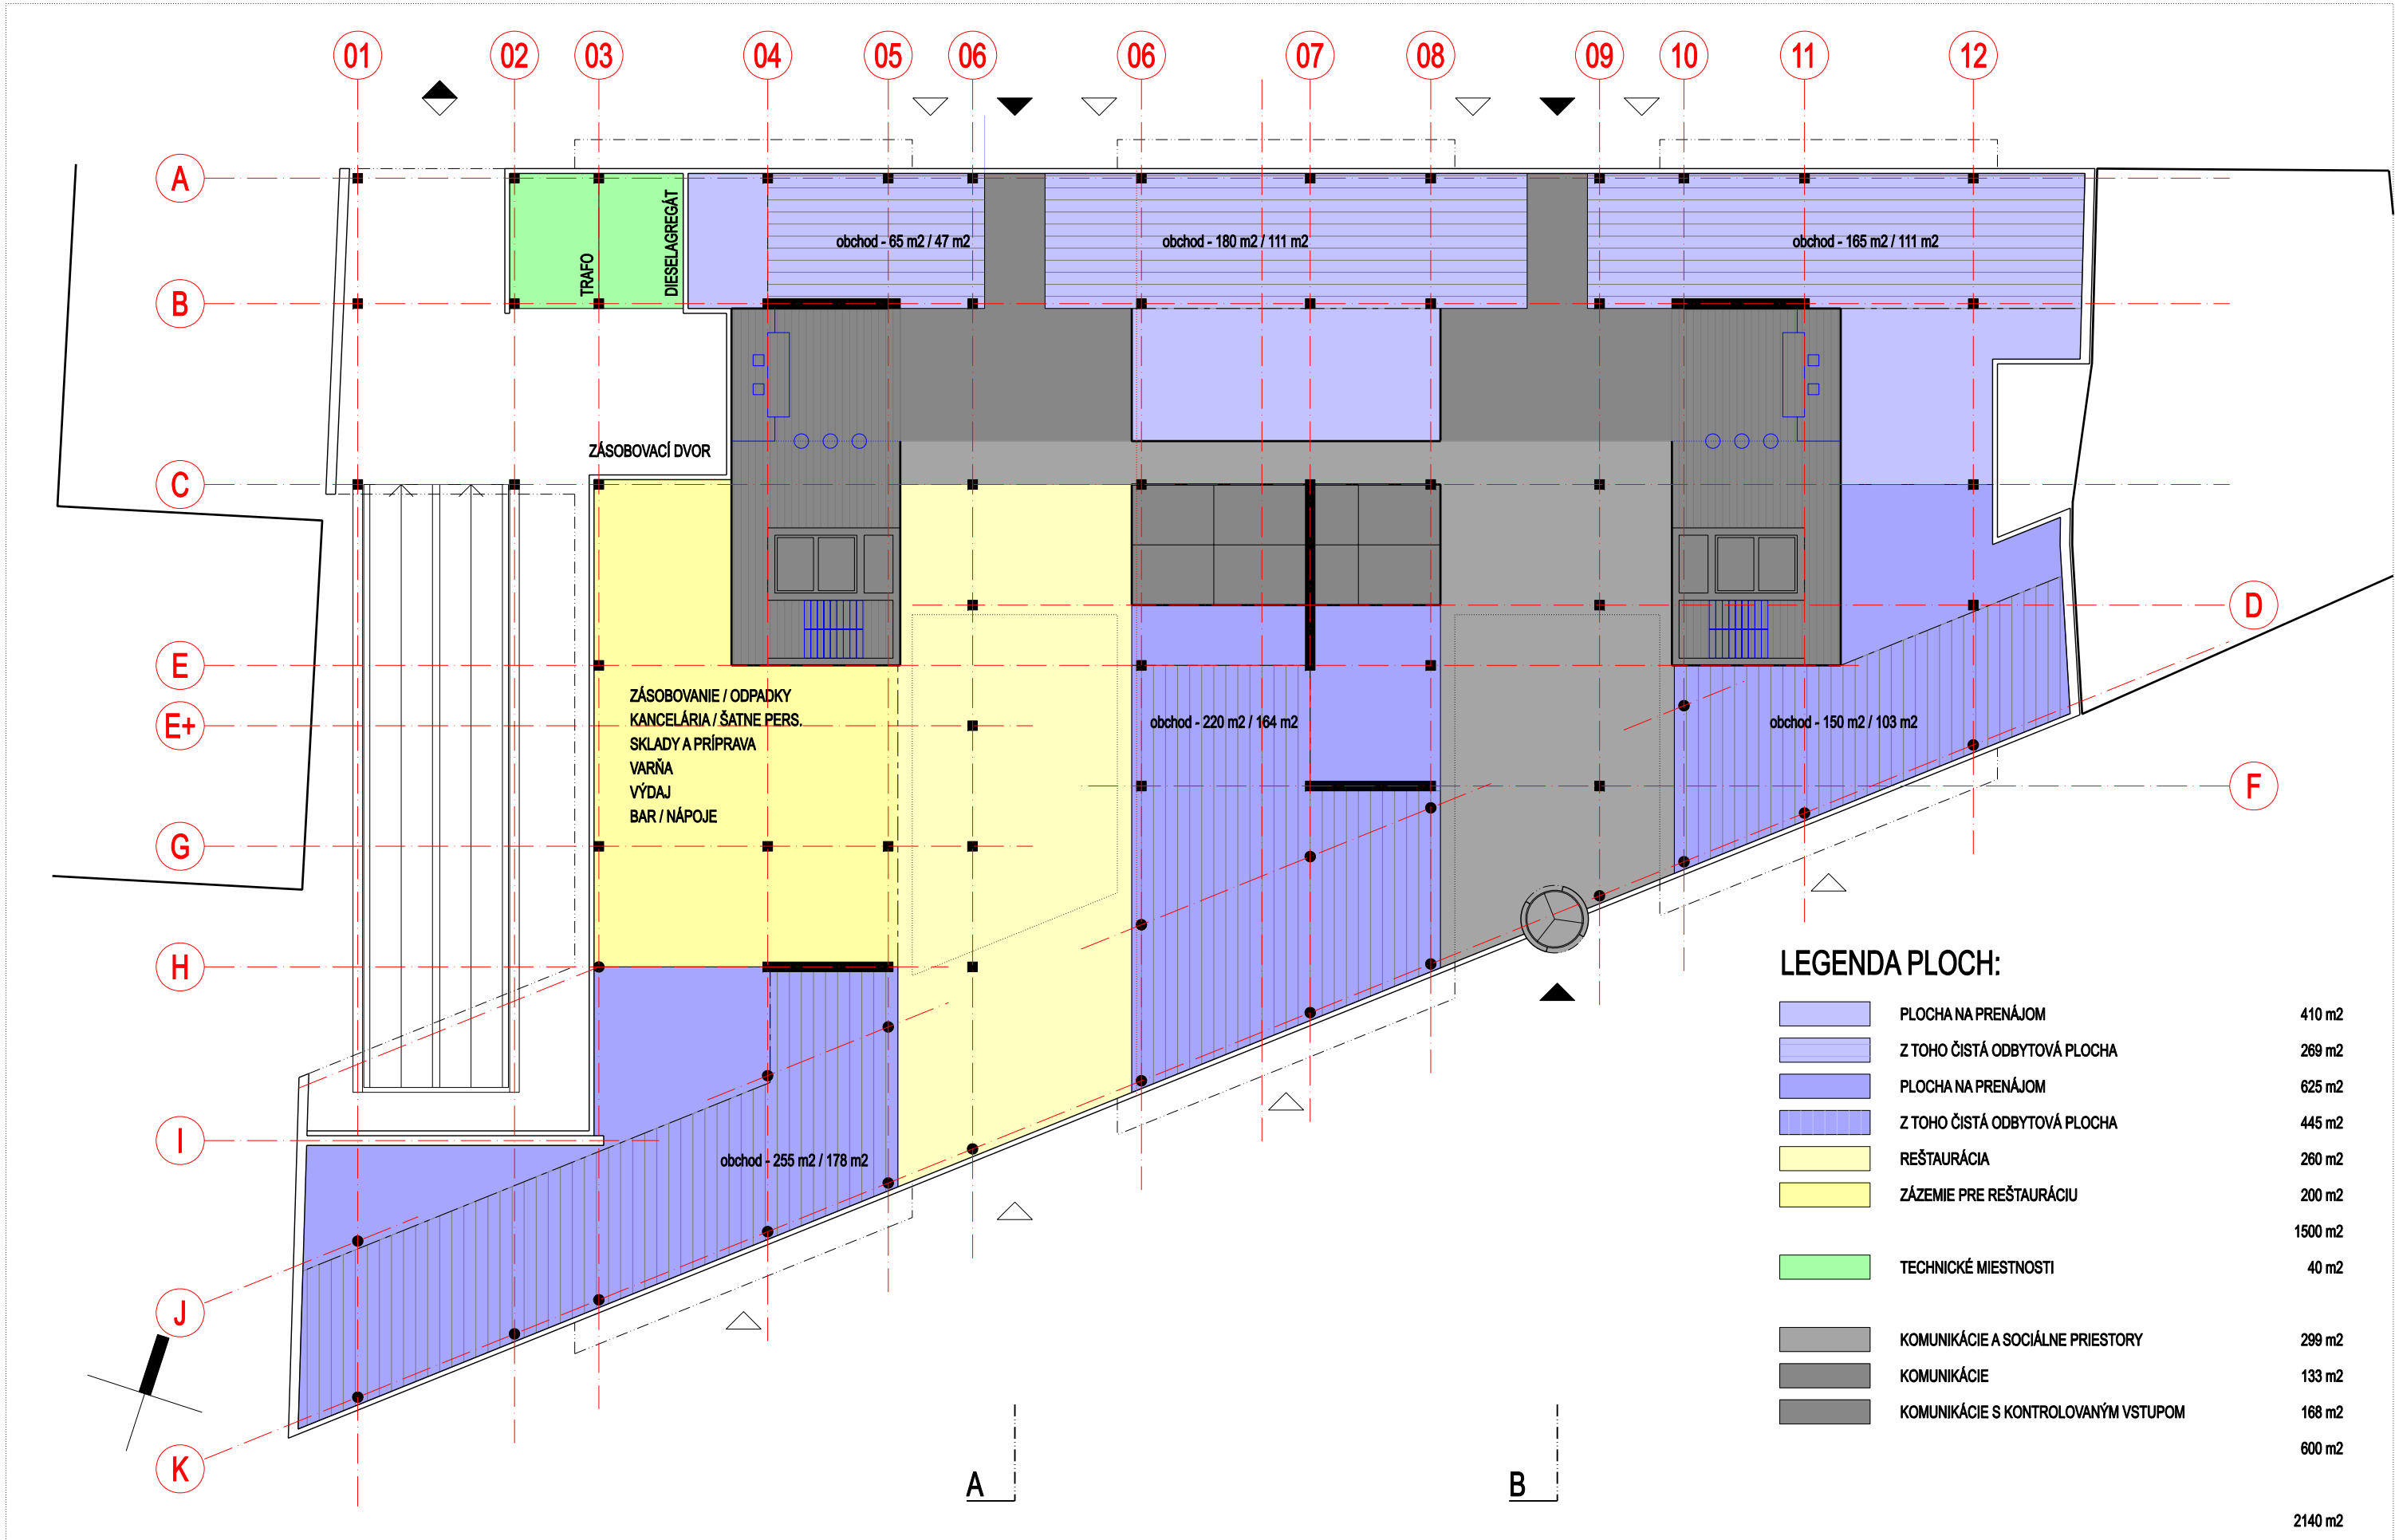 01 02 03 04 05 06 06 07 08 09 10 11 12
A
TRAFO
DIESELAGREGÁT
obchod - 65 m2 / 47 m2
obchod - 180 m2 / 111 m2
obchod - 165 m2 / 111 m2
B
ZÁSOBOVACÍ DVOR
C
D
E
ZÁSOBOVANIE / ODPADKY
KANCELÁRIA / ŠATNE PERS.
SKLADY A PRÍPRAVA
VARŇA
VÝDAJ
BAR / NÁPOJE
obchod - 220 m2 / 164 m2
obchod - 150 m2 / 103 m2
E+
F
G
H
I
obchod - 255 m2 / 178 m2
J
K
LEGENDA PLOCH:
PLOCHA NA PRENÁJOM 410 m2
Z TOHO ČISTÁ ODBYTOVÁ PLOCHA 269 m2
PLOCHA NA PRENÁJOM 625 m2
Z TOHO ČISTÁ ODBYTOVÁ PLOCHA 445 m2
REŠTAURÁCIA 260 m2
ZÁZEMIE PRE REŠTAURÁCIU 200 m2
1500 m2
TECHNICKÉ MIESTNOSTI 40 m2
KOMUNIKÁCIE A SOCIÁLNE PRIESTORY 299 m2
KOMUNIKÁCIE 133 m2
KOMUNIKÁCIE S KONTROLOVANÝM VSTUPOM 168 m2
600 m2
2140 m2
A
B